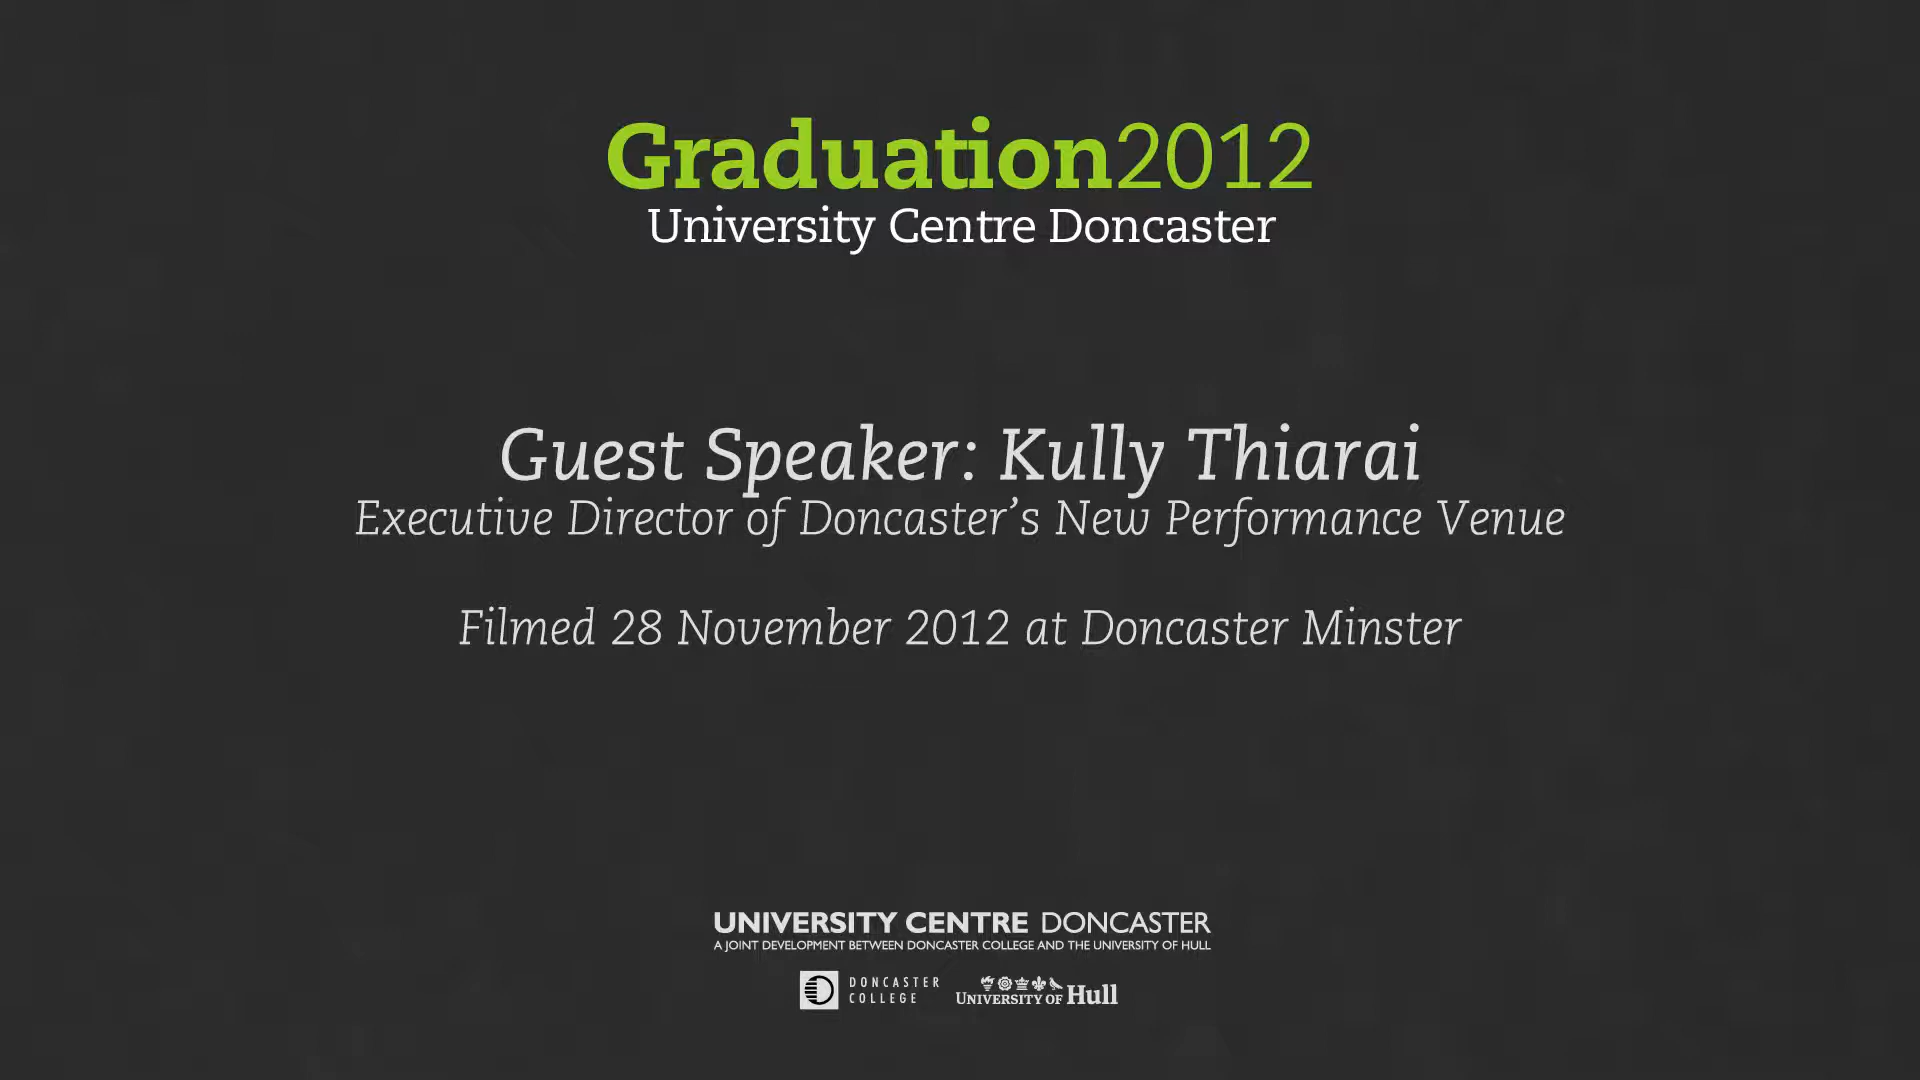 Graduation2012
University Centre Doncaster
Guest Speaker: Kully Thiarai
Executive Director of Doncaster's New Performance Venue
Filmed 28 November 2012 at Doncaster Minster
UNIVERSITY CENTRE DONCASTER
A JOINT DEVELOPMENT BETWEEN DONCASTER COLLEGE AND THE UNIVERSITY OF HULL
DONCASTER
COLLEGE
UNIVERSITY OF Hull